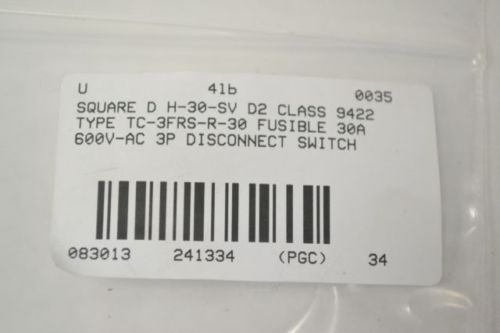 U 41b 0035
SQUARE D H-30-SV D2 CLASS 9422
TYPE TC-3FRS-R-30 FUSIBLE 30A
600V-AC 3P DISCONNECT SWITCH
083013 241334 (PGC) 34